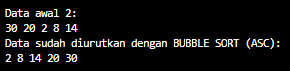 Data awal 2:
30 20 2 8 14
Data sudah diurutkan dengan BUBBLE SORT (ASC):
2 8 14 20 30